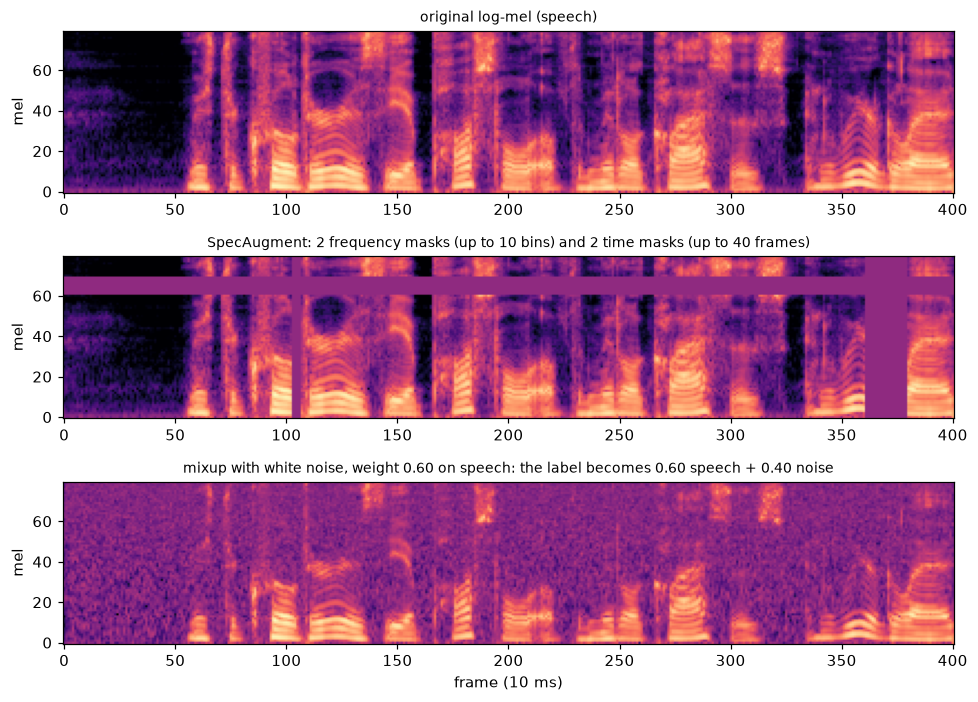 original log-mel (speech)
mel
60
40
20
0
0 50 100 150 200 250 300 350 400
SpecAugment: 2 frequency masks (up to 10 bins) and 2 time masks (up to 40 frames)
mel
60
40
20
0
0 50 100 150 200 250 300 350 400
mixup with white noise, weight 0.60 on speech: the label becomes 0.60 speech + 0.40 noise
mel
60
40
20
0
0 50 100 150 200 250 300 350 400
frame (10 ms)